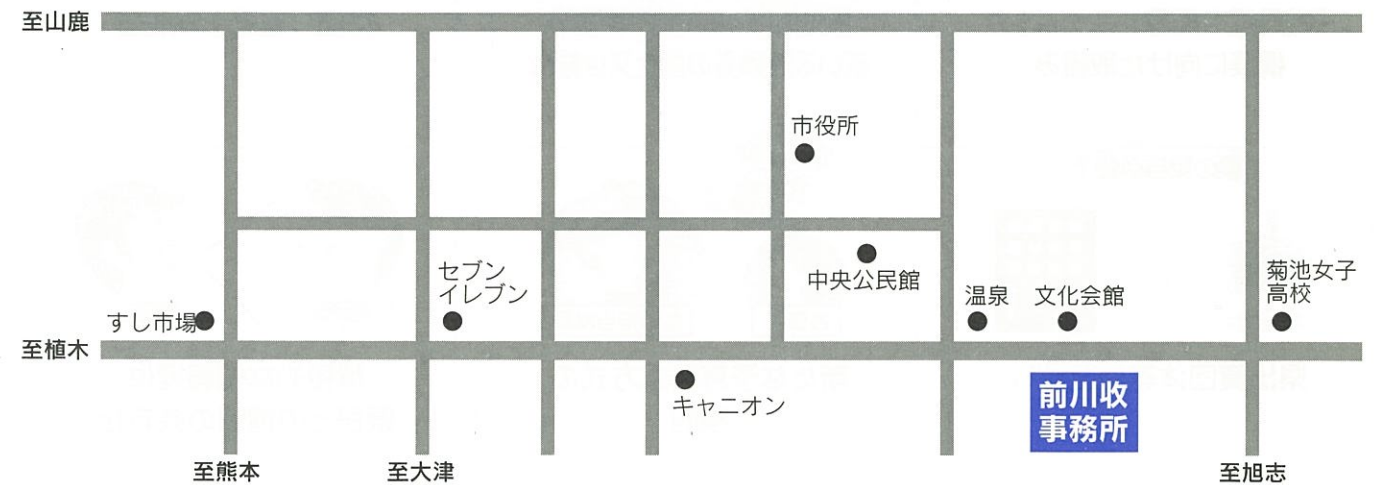 至山鹿
市役所
セブン
イレブン
中央公民館
菊池女子
高校
温泉
文化会館
すし市場
至植木
キャニオン
前川收
事務所
至熊本
至大津
至旭志